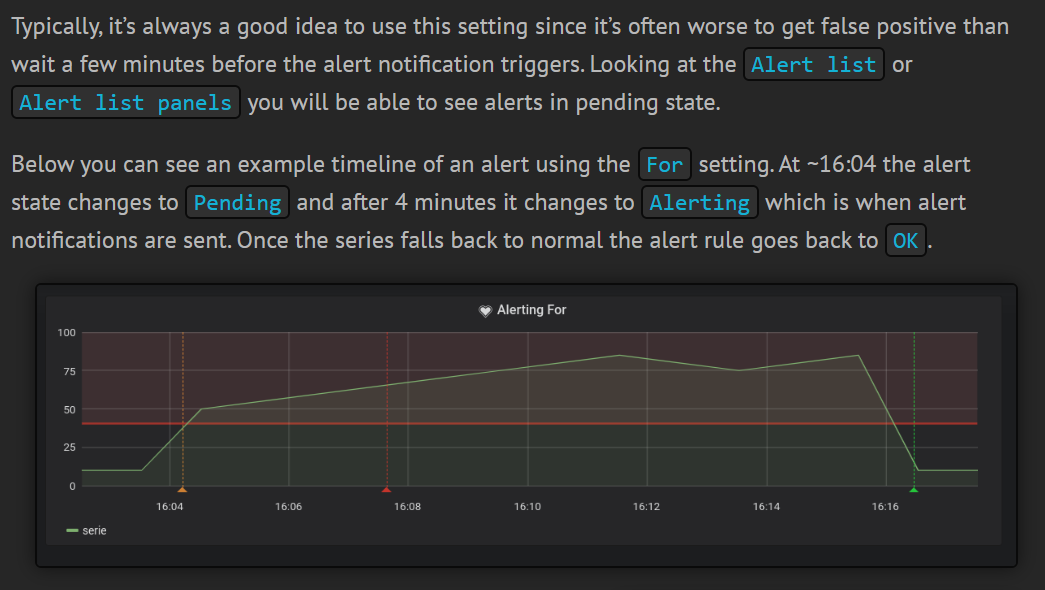 Typically, it's always a good idea to use this setting since it's often worse to get false positive than
wait a few minutes before the alert notification triggers. Looking at the Alert list or
Alert list panels you will be able to see alerts in pending state.
Below you can see an example timeline of an alert using the For setting. At ~16:04 the alert
state changes to Pending and after 4 minutes it changes to Alerting which is when alert
notifications are sent. Once the series falls back to normal the alert rule goes back to OK.
Alerting For
100
75
50
25
0
16:04 16:06 16:08 16:10 16:12 16:14 16:16
serie